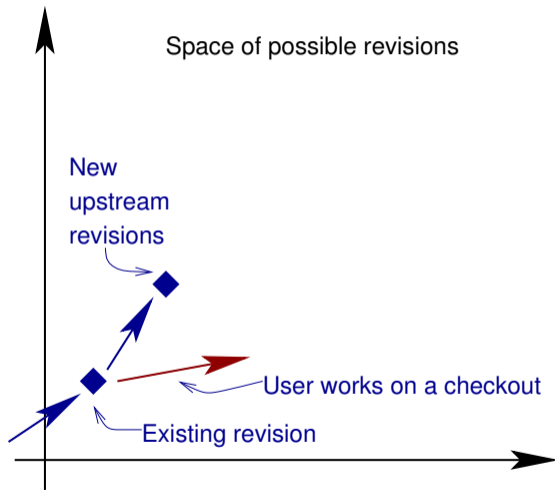 Space of possible revisions
New
upstream
revisions
User works on a checkout
Existing revision